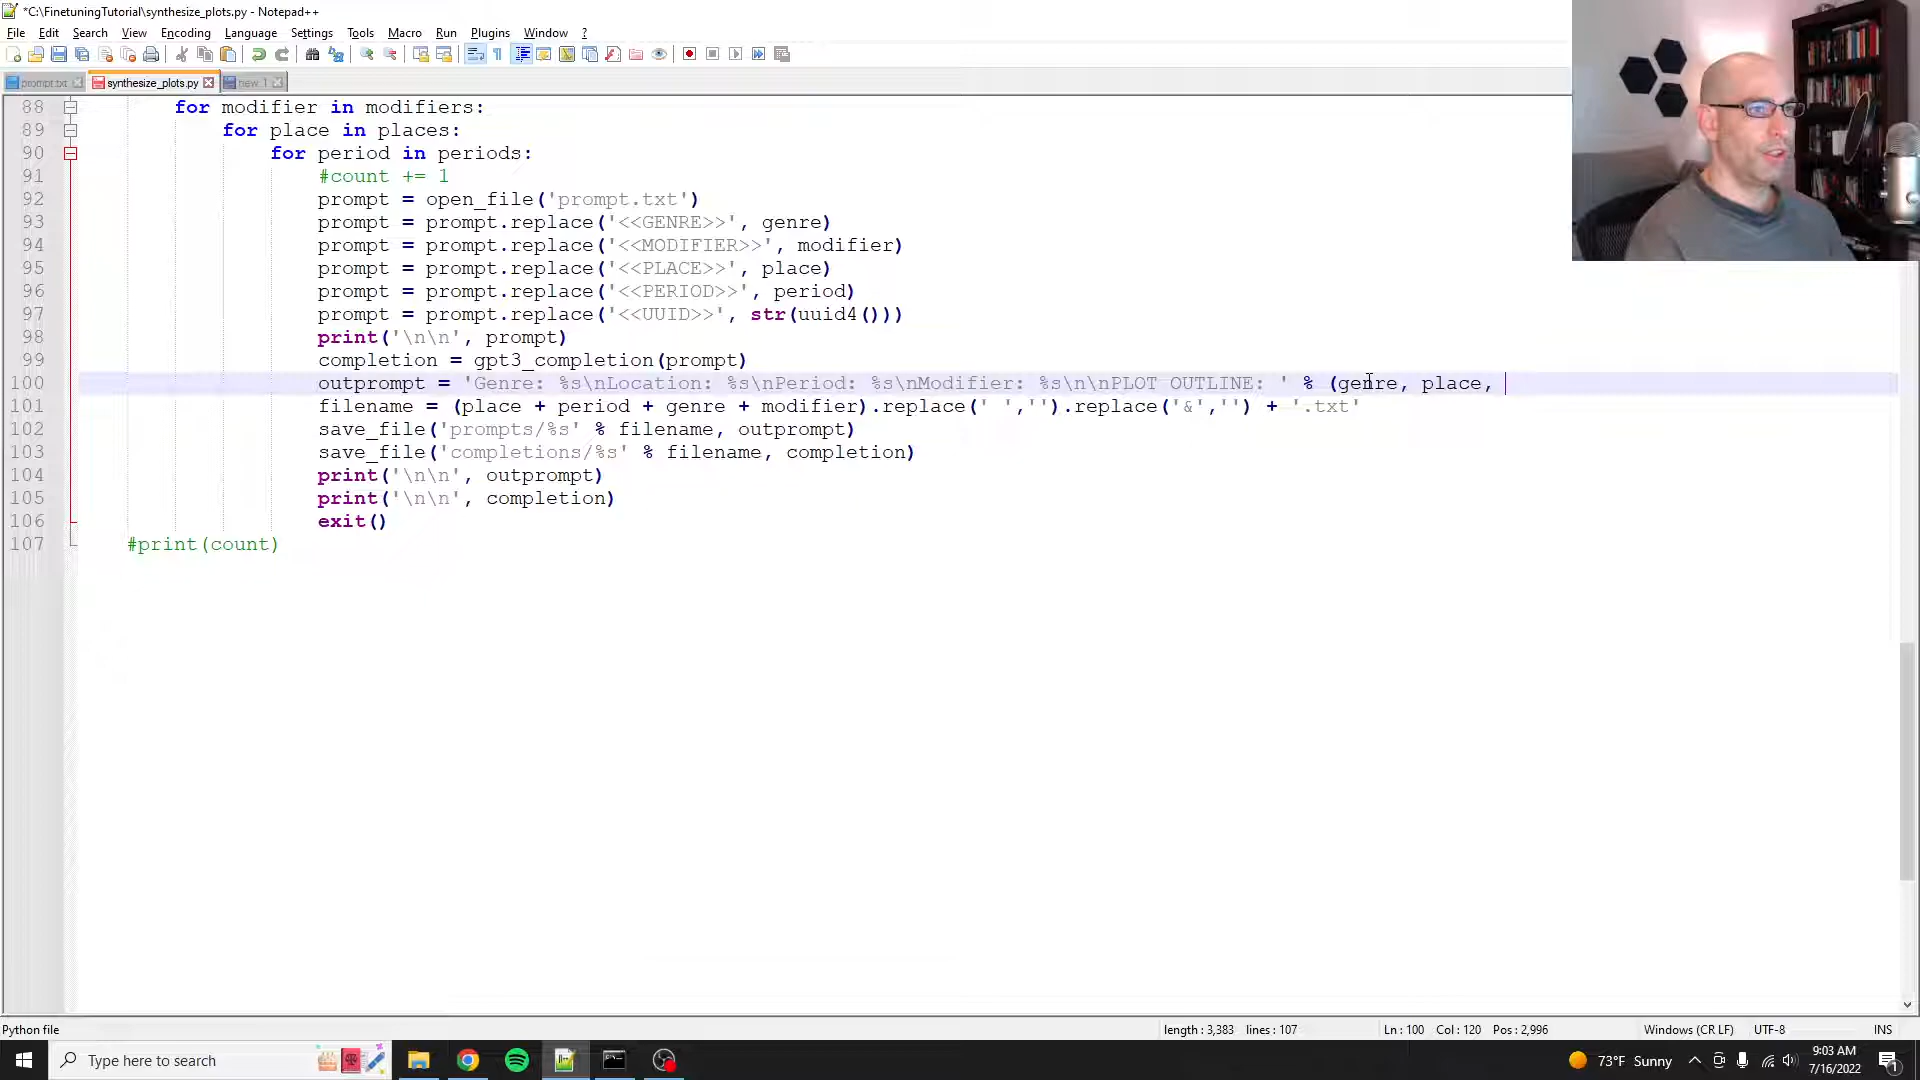 *C:\FinetuningTutorial\synthesize_plots.py - Notepad++
File Edit Search View Encoding Language Settings Tools Macro Run Plugins Window ?
prompt.txt synthesize_plots.py new 1
88 for modifier in modifiers:
89 for place in places:
90 for period in periods:
91 #count += 1
92 prompt = open_file('prompt.txt')
93 prompt = prompt.replace('<<GENRE>>', genre)
94 prompt = prompt.replace('<<MODIFIER>>', modifier)
95 prompt = prompt.replace('<<PLACE>>', place)
96 prompt = prompt.replace('<<PERIOD>>', period)
97 prompt = prompt.replace('<<UUID>>', str(uuid4()))
98 print('\n\n', prompt)
99 completion = gpt3_completion(prompt)
100 outprompt = 'Genre: %s\nLocation: %s\nPeriod: %s\nModifier: %s\n\nPLOT OUTLINE: ' % (genre, place,
101 filename = (place + period + genre + modifier).replace(' ','').replace('&','') + '.txt'
102 save_file('prompts/%s' % filename, outprompt)
103 save_file('completions/%s' % filename, completion)
104 print('\n\n', outprompt)
105 print('\n\n', completion)
106 exit()
107 #print(count)
Python file length : 3,383 lines : 107 Ln : 100 Col : 120 Pos : 2,996 Windows (CR LF) UTF-8 INS
Type here to search 73°F Sunny 9:03 AM
7/16/2022
1